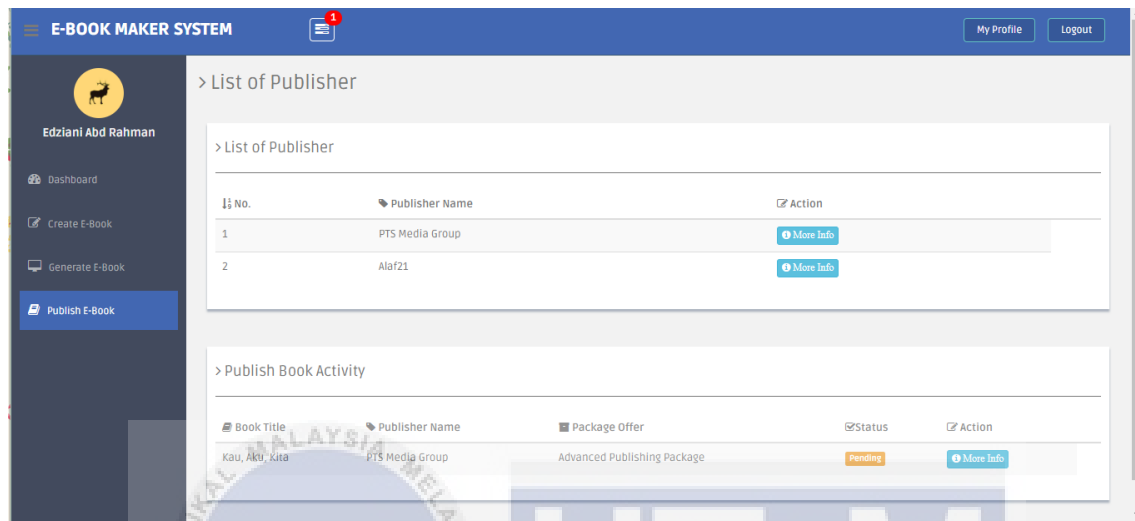 E-BOOK MAKER SYSTEM
1
My Profile
Logout
Edziani Abd Rahman
Dashboard
Create E-Book
Generate E-Book
Publish E-Book
> List of Publisher
> List of Publisher
No. Publisher Name Action
1 PTS Media Group More Info
2 Alaf21 More Info
> Publish Book Activity
Book Title Publisher Name Package Offer Status Action
Kau, Aku, Kita PTS Media Group Advanced Publishing Package Pending More Info
MALAYSIA